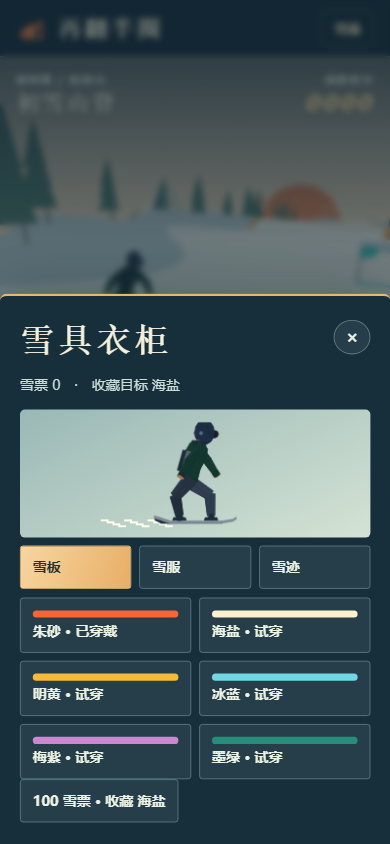 0000
雪具衣柜
×
雪票 0 · 收藏目标 海盐
雪板
雪服
雪迹
朱砂 • 已穿戴
海盐 • 试穿
明黄 • 试穿
冰蓝 • 试穿
梅紫 • 试穿
墨绿 • 试穿
100 雪票 • 收藏 海盐